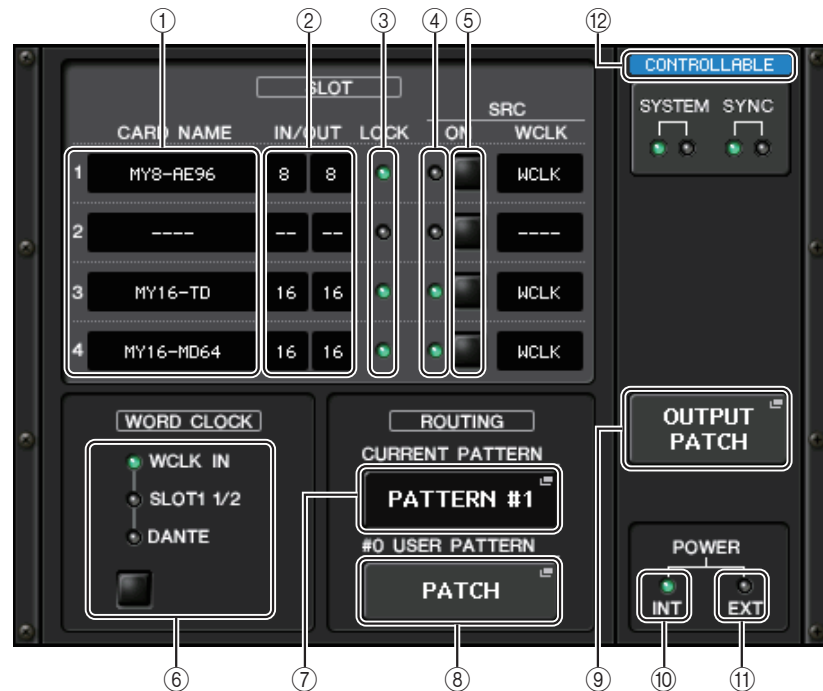 ① ② ③ ④ ⑤ ⑫
SLOT
SRC
CARD NAME IN/OUT LOCK ON WCLK
1 MY8-AE96 8 8 WCLK
2 ---- -- -- ----
3 MY16-TD 16 16 WCLK
4 MY16-MD64 16 16 WCLK
CONTROLLABLE
SYSTEM SYNC
WORD CLOCK
WCLK IN
SLOT1 1/2
DANTE
ROUTING
CURRENT PATTERN
PATTERN #1
#0 USER PATTERN
PATCH
OUTPUT
PATCH
POWER
INT EXT
⑥ ⑦ ⑧ ⑨ ⑩ ⑪